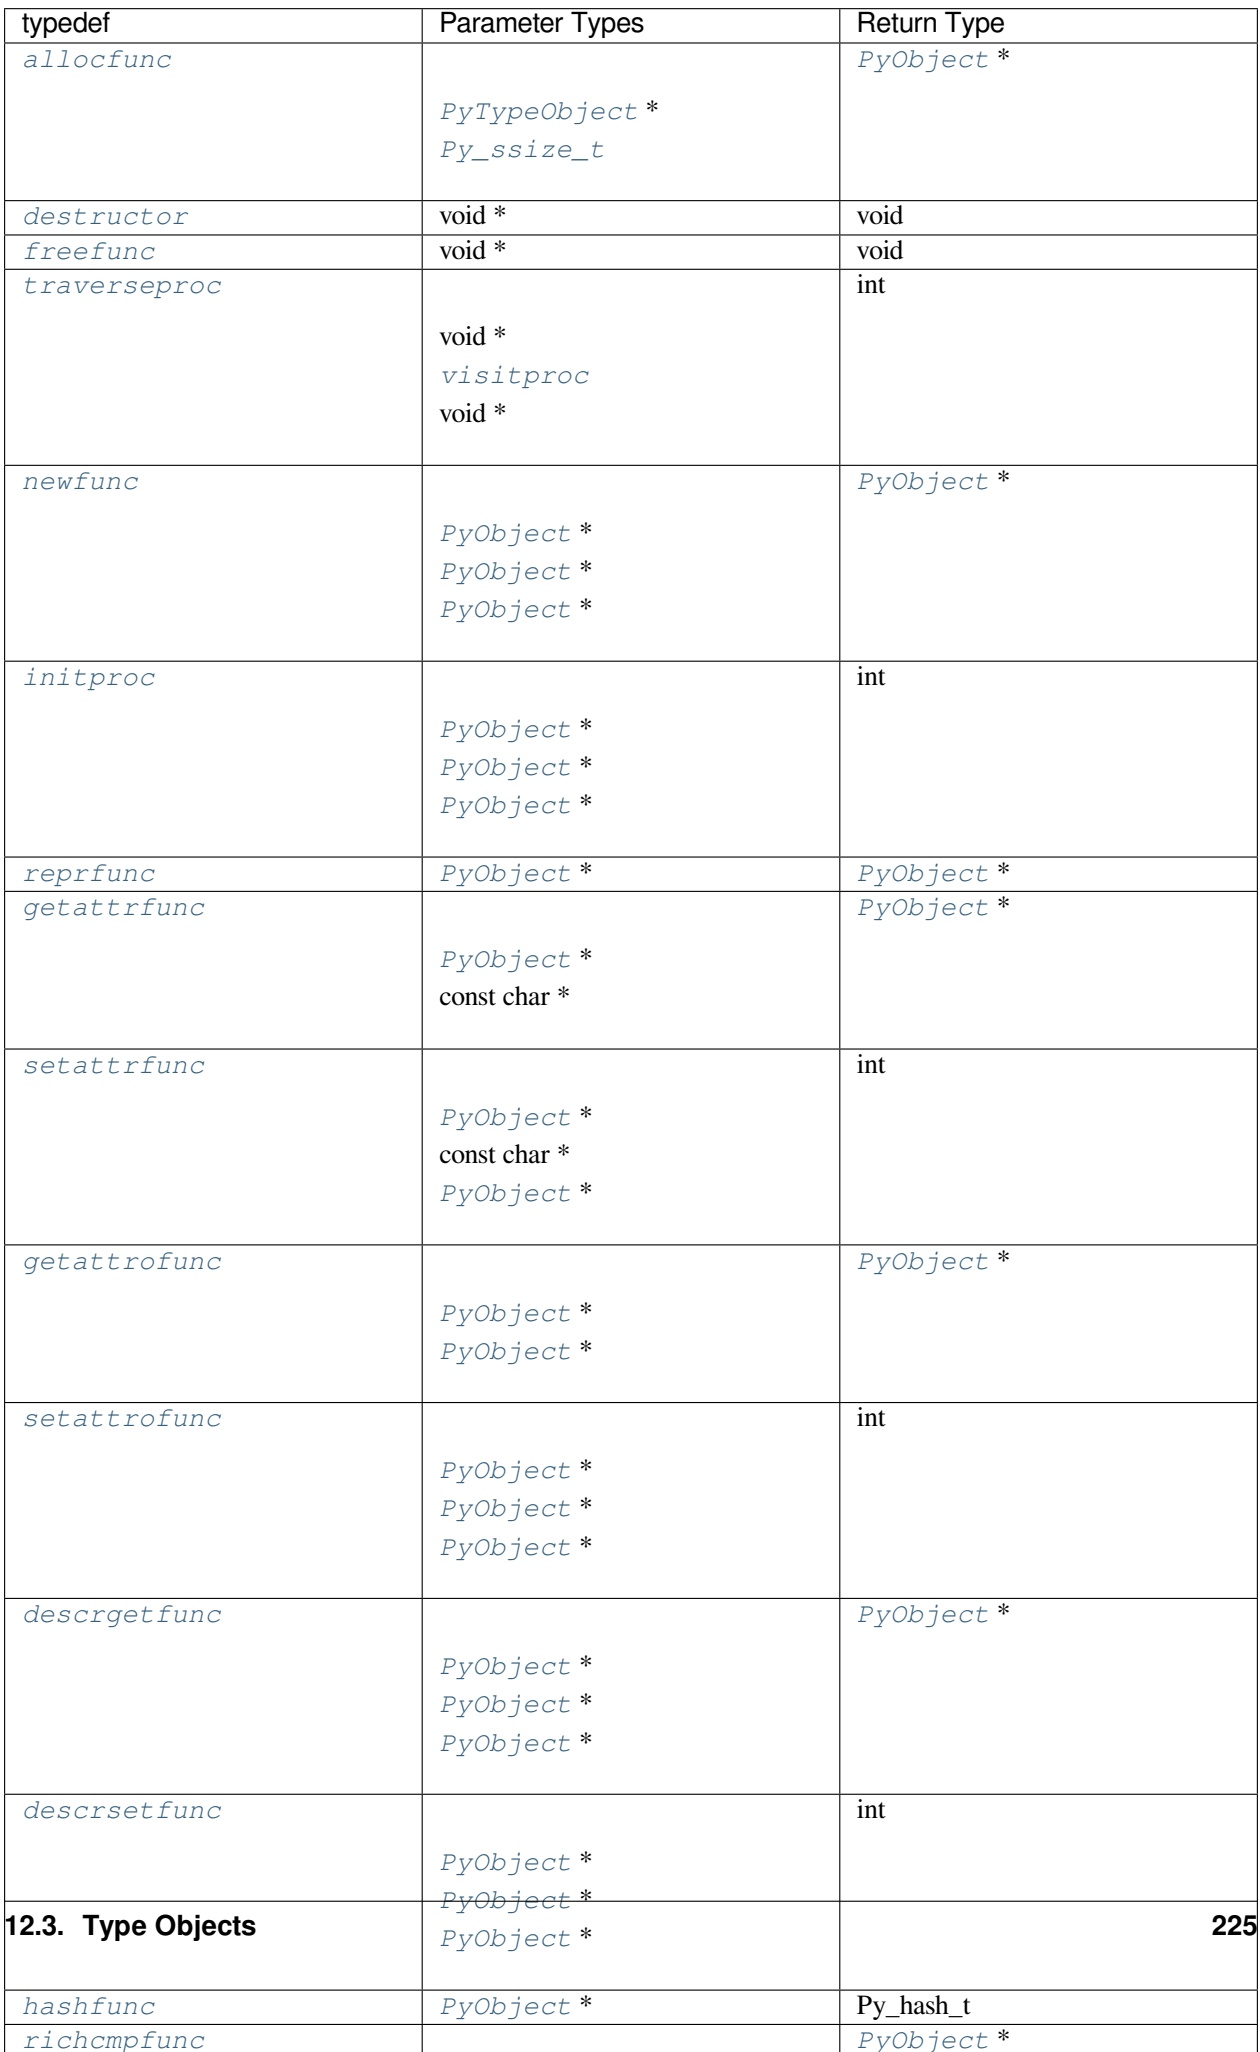 typedef Parameter Types Return Type
allocfunc PyObject *
PyTypeObject *
Py_ssize_t
destructor void * void
freefunc void * void
traverseproc int
void *
visitproc
void *
newfunc PyObject *
PyObject *
PyObject *
PyObject *
initproc int
PyObject *
PyObject *
PyObject *
reprfunc PyObject * PyObject *
getattrfunc PyObject *
PyObject *
const char *
setattrfunc int
PyObject *
const char *
PyObject *
getattrofunc PyObject *
PyObject *
PyObject *
setattrofunc int
PyObject *
PyObject *
PyObject *
descrgetfunc PyObject *
PyObject *
PyObject *
PyObject *
descrsetfunc int
PyObject *
PyObject *
12.3. Type Objects 225
PyObject *
hashfunc PyObject * Py_hash_t
richcmpfunc PyObject *